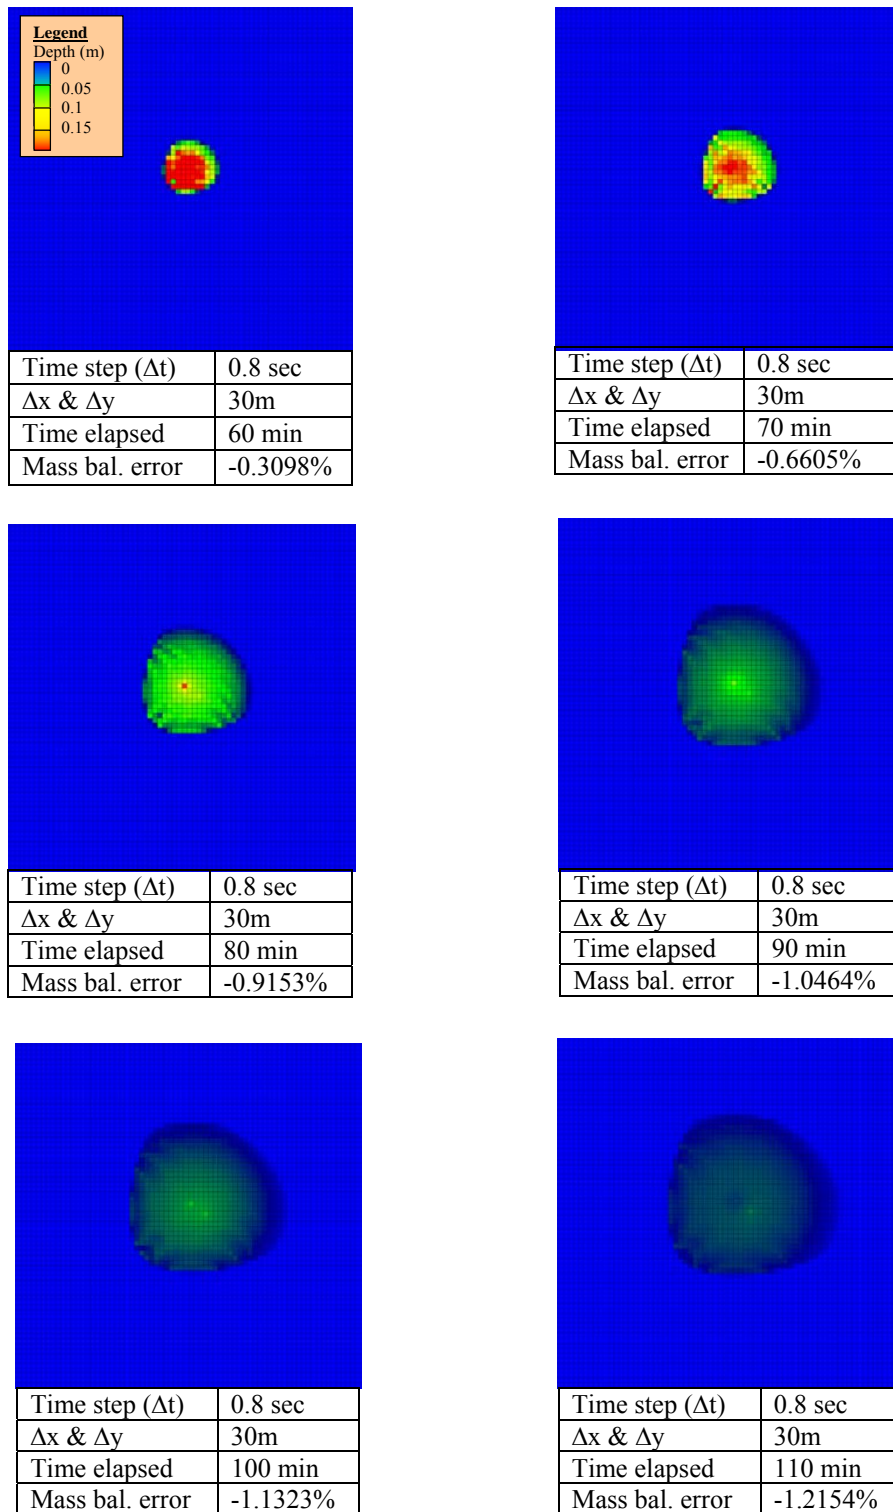 Legend
Depth (m)
0
0.05
0.1
0.15
Time step (Δt) 0.8 sec
Δx & Δy 30m
Time elapsed 60 min
Mass bal. error -0.3098%
Time step (Δt) 0.8 sec
Δx & Δy 30m
Time elapsed 70 min
Mass bal. error -0.6605%
Time step (Δt) 0.8 sec
Δx & Δy 30m
Time elapsed 80 min
Mass bal. error -0.9153%
Time step (Δt) 0.8 sec
Δx & Δy 30m
Time elapsed 90 min
Mass bal. error -1.0464%
Time step (Δt) 0.8 sec
Δx & Δy 30m
Time elapsed 100 min
Mass bal. error -1.1323%
Time step (Δt) 0.8 sec
Δx & Δy 30m
Time elapsed 110 min
Mass bal. error -1.2154%